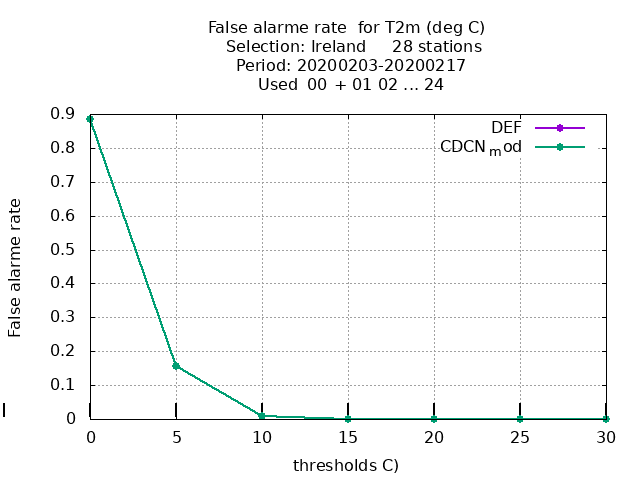 False alarme rate  for T2m (deg C)
Selection: Ireland     28 stations
Period: 20200203-20200217
Used  00  + 01 02 ... 24
DEF
CDCN_mod
False alarme rate
0.9
0.8
0.7
0.6
0.5
0.4
0.3
0.2
0.1
0
0 5 10 15 20 25 30
thresholds C)